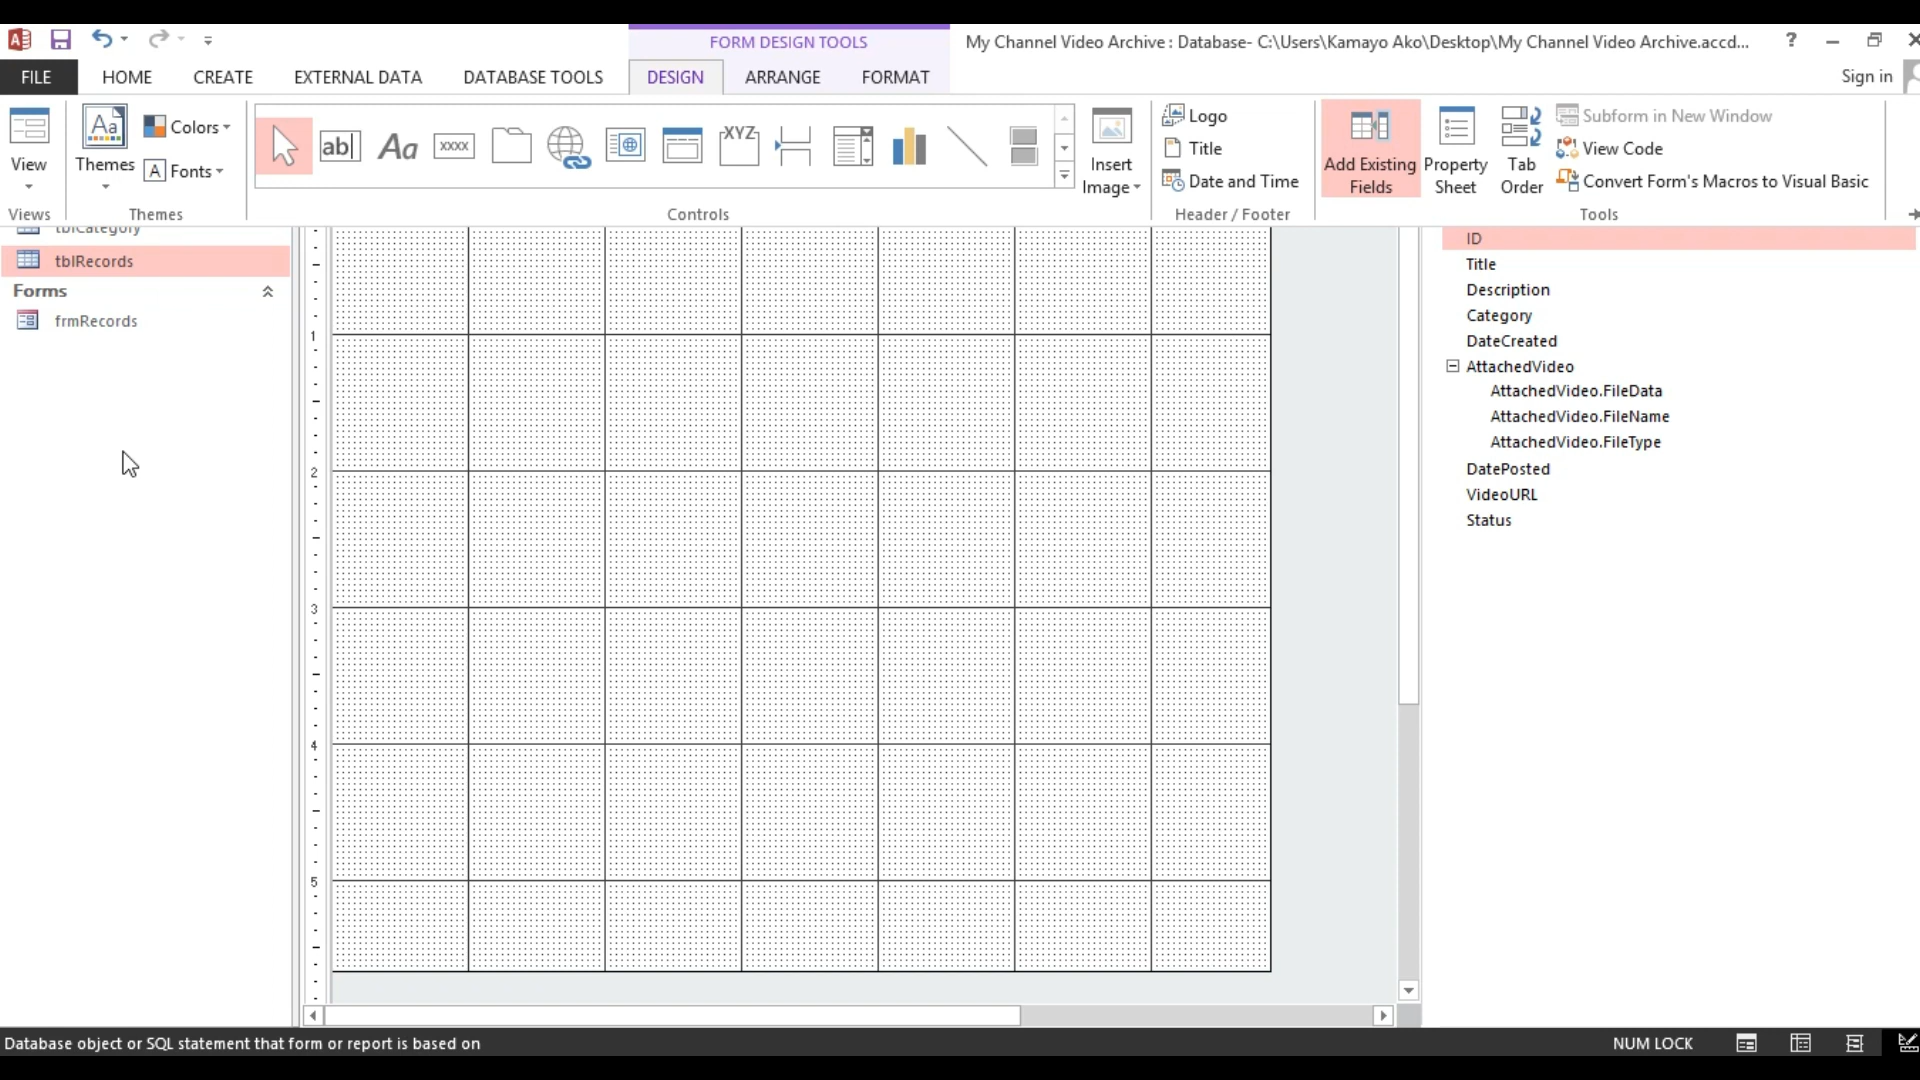 FORM DESIGN TOOLS
My Channel Video Archive : Database- C:\Users\Kamayo Ako\Desktop\My Channel Video Archive.accd...
?
FILE
HOME
CREATE
EXTERNAL DATA
DATABASE TOOLS
DESIGN
ARRANGE
FORMAT
Sign in
View
Themes
Colors
Fonts
Views
Themes
ab|
Aa
xxxx
XYZ
Controls
Insert
Image
Logo
Title
Date and Time
Header / Footer
Add Existing
Fields
Property
Sheet
Tab
Order
Subform in New Window
View Code
Convert Form's Macros to Visual Basic
Tools
tblCategory
tblRecords
Forms
frmRecords
1
2
3
4
5
ID
Title
Description
Category
DateCreated
AttachedVideo
AttachedVideo.FileData
AttachedVideo.FileName
AttachedVideo.FileType
DatePosted
VideoURL
Status
Database object or SQL statement that form or report is based on
NUM LOCK